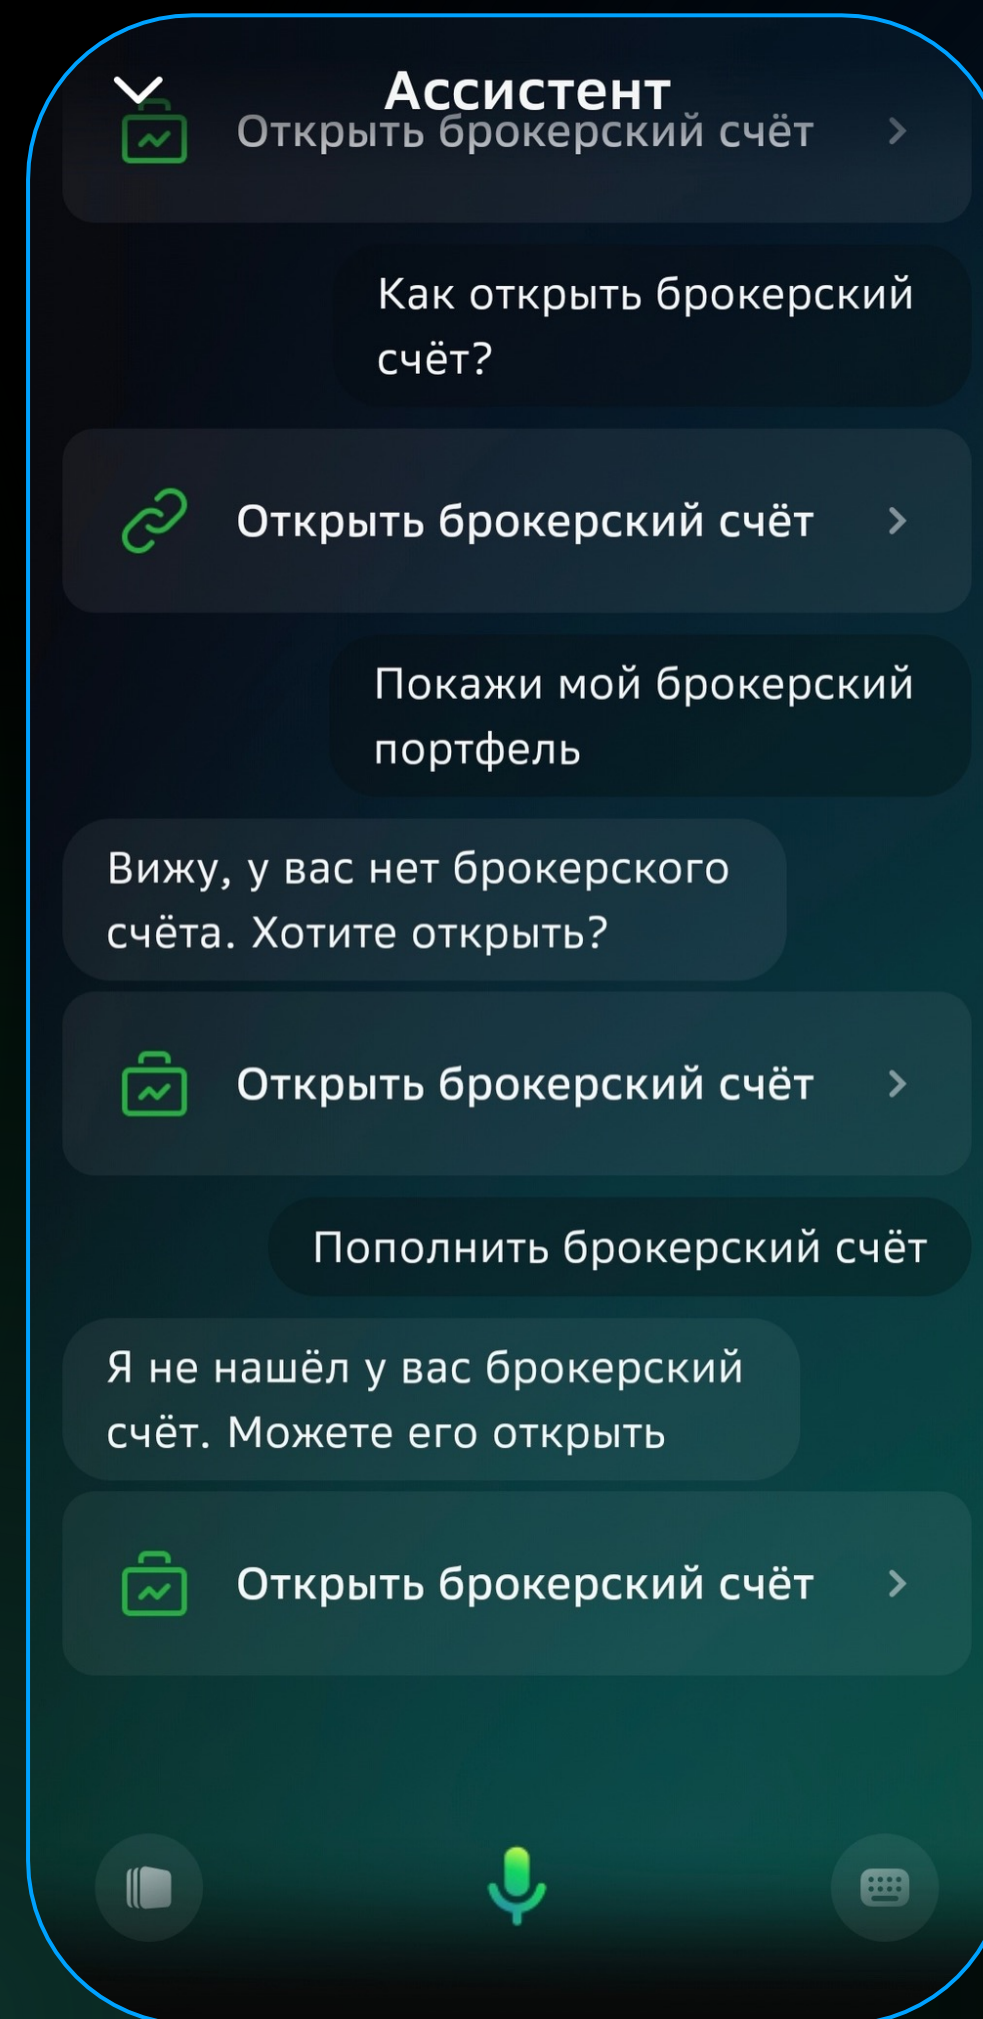 Ассистент
Открыть брокерский счёт
Как открыть брокерский
счёт?
Открыть брокерский счёт
Покажи мой брокерский
портфель
Вижу, у вас нет брокерского
счёта. Хотите открыть?
Открыть брокерский счёт
Пополнить брокерский счёт
Я не нашёл у вас брокерский
счёт. Можете его открыть
Открыть брокерский счёт